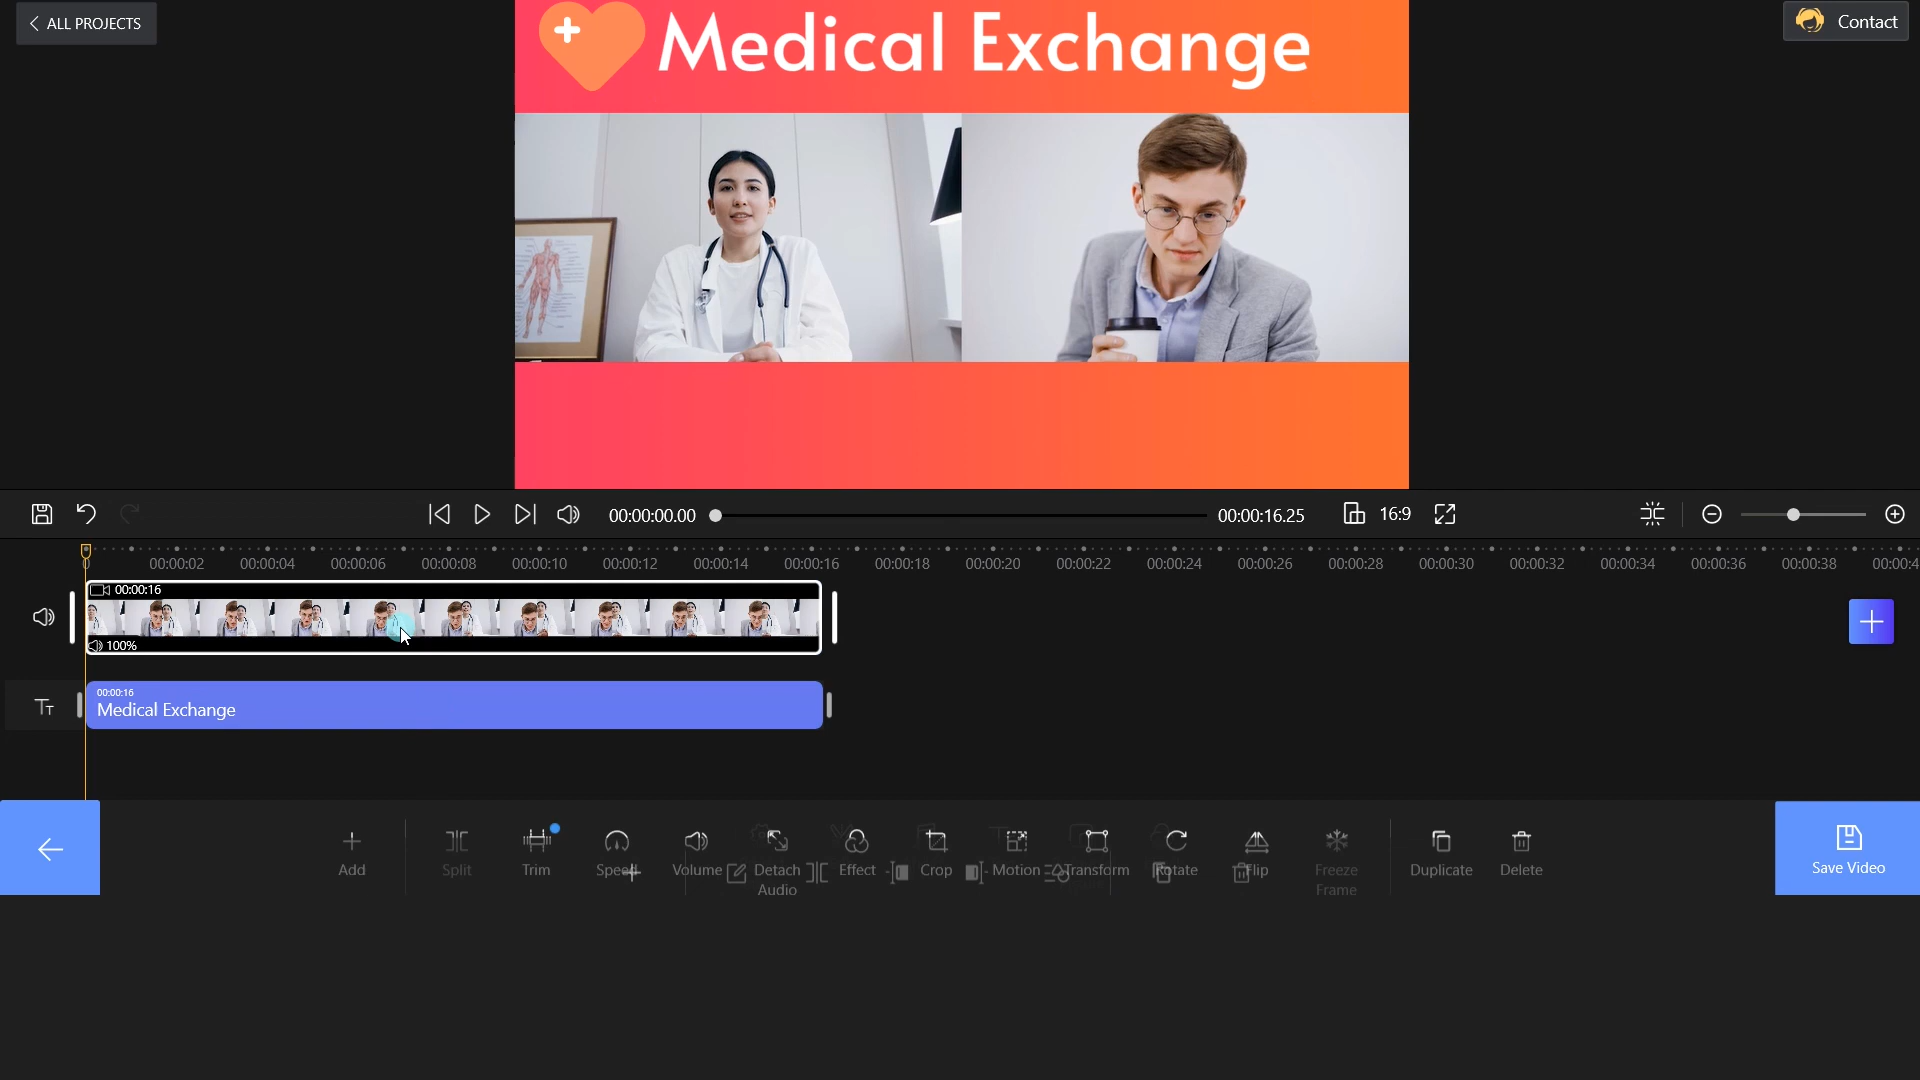 ALL PROJECTS
Contact
Medical Exchange
00:00:00.00
00:00:16.25
16:9
0 00:00:02 00:00:04 00:00:06 00:00:08 00:00:10 00:00:12 00:00:14 00:00:16 00:00:18 00:00:20 00:00:22 00:00:24 00:00:26 00:00:28 00:00:30 00:00:32 00:00:34 00:00:36 00:00:38 00:00:4
00:00:16
100%
00:00:16
TT Medical Exchange
Add Split Trim Speed Volume Detach Audio Effect Crop Motion Transform Rotate Flip Freeze Frame Duplicate Delete
Save Video